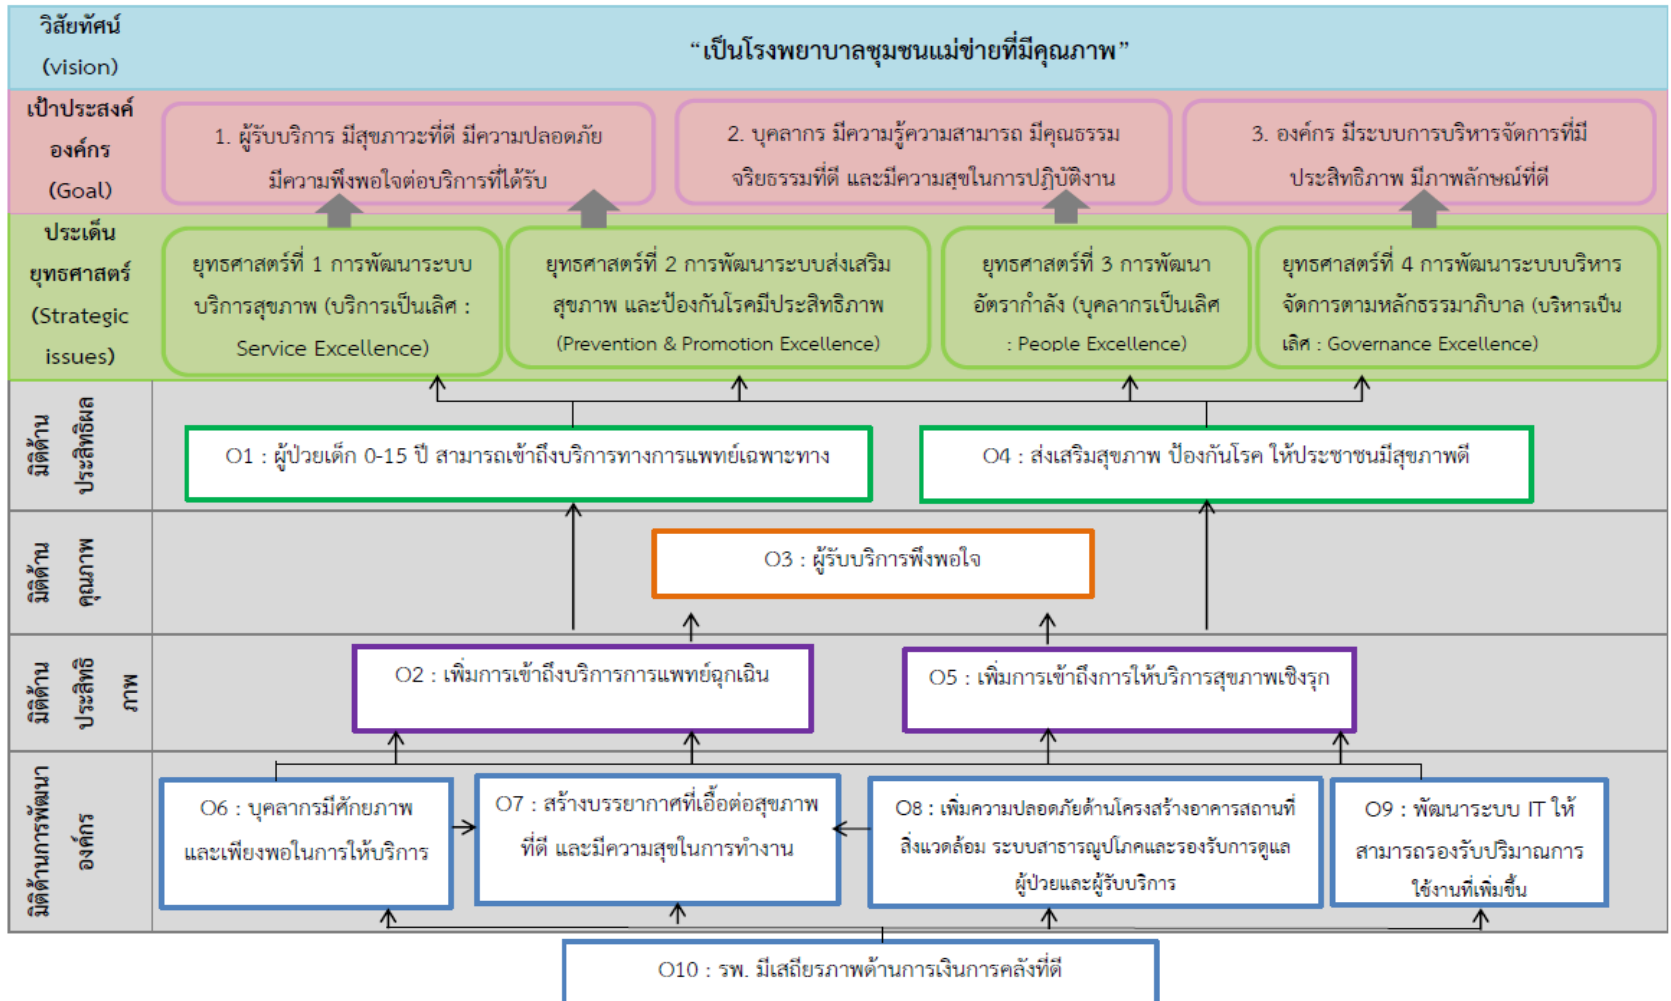 วิสัยทัศน์
(vision)
“เป็นโรงพยาบาลชุมชนแม่ข่ายที่มีคุณภาพ”
เป้าประสงค์
องค์กร
(Goal)
1. ผู้รับบริการ มีสุขภาวะที่ดี มีความปลอดภัย
มีความพึงพอใจต่อบริการที่ได้รับ
2. บุคลากร มีความรู้ความสามารถ มีคุณธรรม
จริยธรรมที่ดี และมีความสุขในการปฏิบัติงาน
3. องค์กร มีระบบการบริหารจัดการที่มี
ประสิทธิภาพ มีภาพลักษณ์ที่ดี
ประเด็น
ยุทธศาสตร์
(Strategic
issues)
ยุทธศาสตร์ที่ 1 การพัฒนาระบบ
บริการสุขภาพ (บริการเป็นเลิศ :
Service Excellence)
ยุทธศาสตร์ที่ 2 การพัฒนาระบบส่งเสริม
สุขภาพ และป้องกันโรคมีประสิทธิภาพ
(Prevention & Promotion Excellence)
ยุทธศาสตร์ที่ 3 การพัฒนา
อัตรากำลัง (บุคลากรเป็นเลิศ
: People Excellence)
ยุทธศาสตร์ที่ 4 การพัฒนาระบบบริหาร
จัดการตามหลักธรรมาภิบาล (บริหารเป็น
เลิศ : Governance Excellence)
มิติด้าน
ประสิทธิผล
O1 : ผู้ป่วยเด็ก 0-15 ปี สามารถเข้าถึงบริการทางการแพทย์เฉพาะทาง
O4 : ส่งเสริมสุขภาพ ป้องกันโรค ให้ประชาชนมีสุขภาพดี
มิติด้าน
คุณภาพ
O3 : ผู้รับบริการพึงพอใจ
มิติด้าน
ประสิทธิ
ภาพ
O2 : เพิ่มการเข้าถึงบริการการแพทย์ฉุกเฉิน
O5 : เพิ่มการเข้าถึงการให้บริการสุขภาพเชิงรุก
มิติด้านการพัฒนา
องค์กร
O6 : บุคลากรมีศักยภาพ
และเพียงพอในการให้บริการ
O7 : สร้างบรรยากาศที่เอื้อต่อสุขภาพ
ที่ดี และมีความสุขในการทำงาน
O8 : เพิ่มความปลอดภัยด้านโครงสร้างอาคารสถานที่
สิ่งแวดล้อม ระบบสาธารณูปโภคและรองรับการดูแล
ผู้ป่วยและผู้รับบริการ
O9 : พัฒนาระบบ IT ให้
สามารถรองรับปริมาณการ
ใช้งานที่เพิ่มขึ้น
O10 : รพ. มีเสถียรภาพด้านการเงินการคลังที่ดี